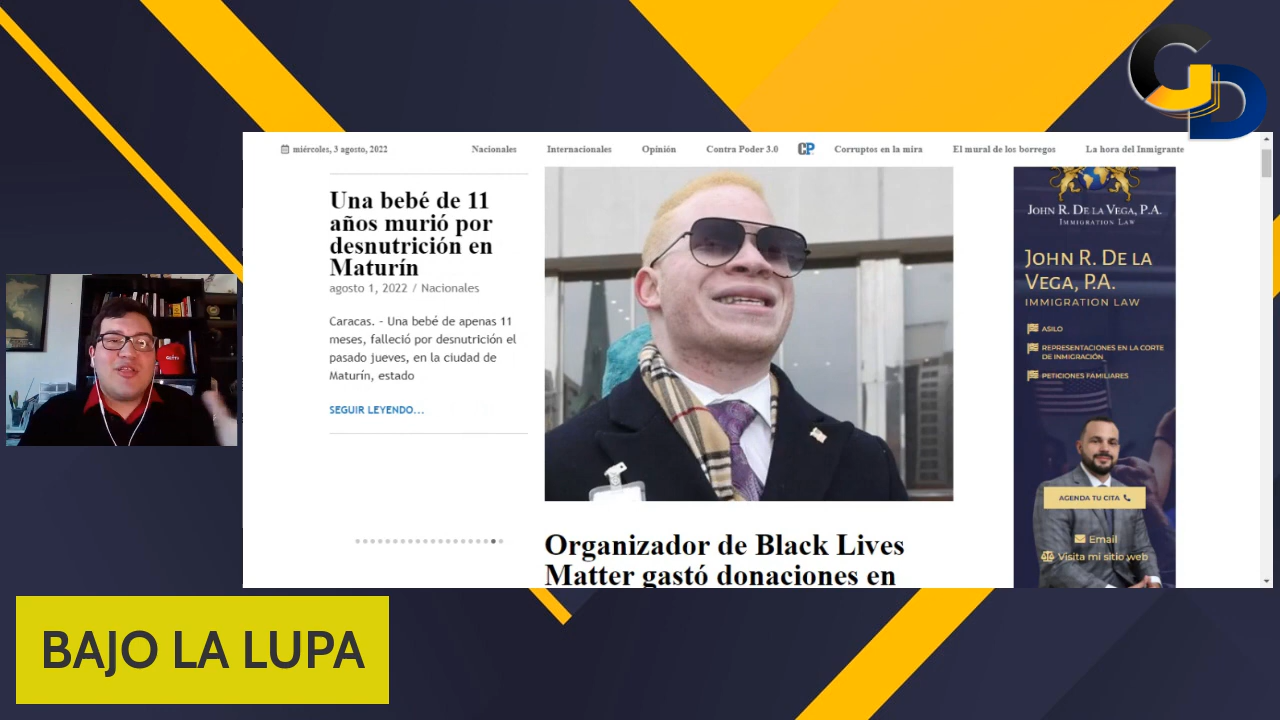 miércoles, 3 agosto, 2022
Nacionales
Internacionales
Opinión
Contra Poder 3.0
CP
Corruptos en la mira
El mural de los borregos
La hora del Inmigrante
Una bebé de 11
años murió por
desnutrición en
Maturín
agosto 1, 2022 / Nacionales
Caracas. – Una bebé de apenas 11
meses, falleció por desnutrición el
pasado jueves, en la ciudad de
Maturín, estado
SEGUIR LEYENDO...
Organizador de Black Lives
Matter gastó donaciones en
JOHN R. DE LA VEGA, P.A.
IMMIGRATION LAW
JOHN R. DE LA
VEGA, P.A.
IMMIGRATION LAW
ASILO
REPRESENTACIONES EN LA CORTE
DE INMIGRACIÓN
PETICIONES FAMILIARES
AGENDA TU CITA
Email
Visita mi sitio web
GD
BAJO LA LUPA